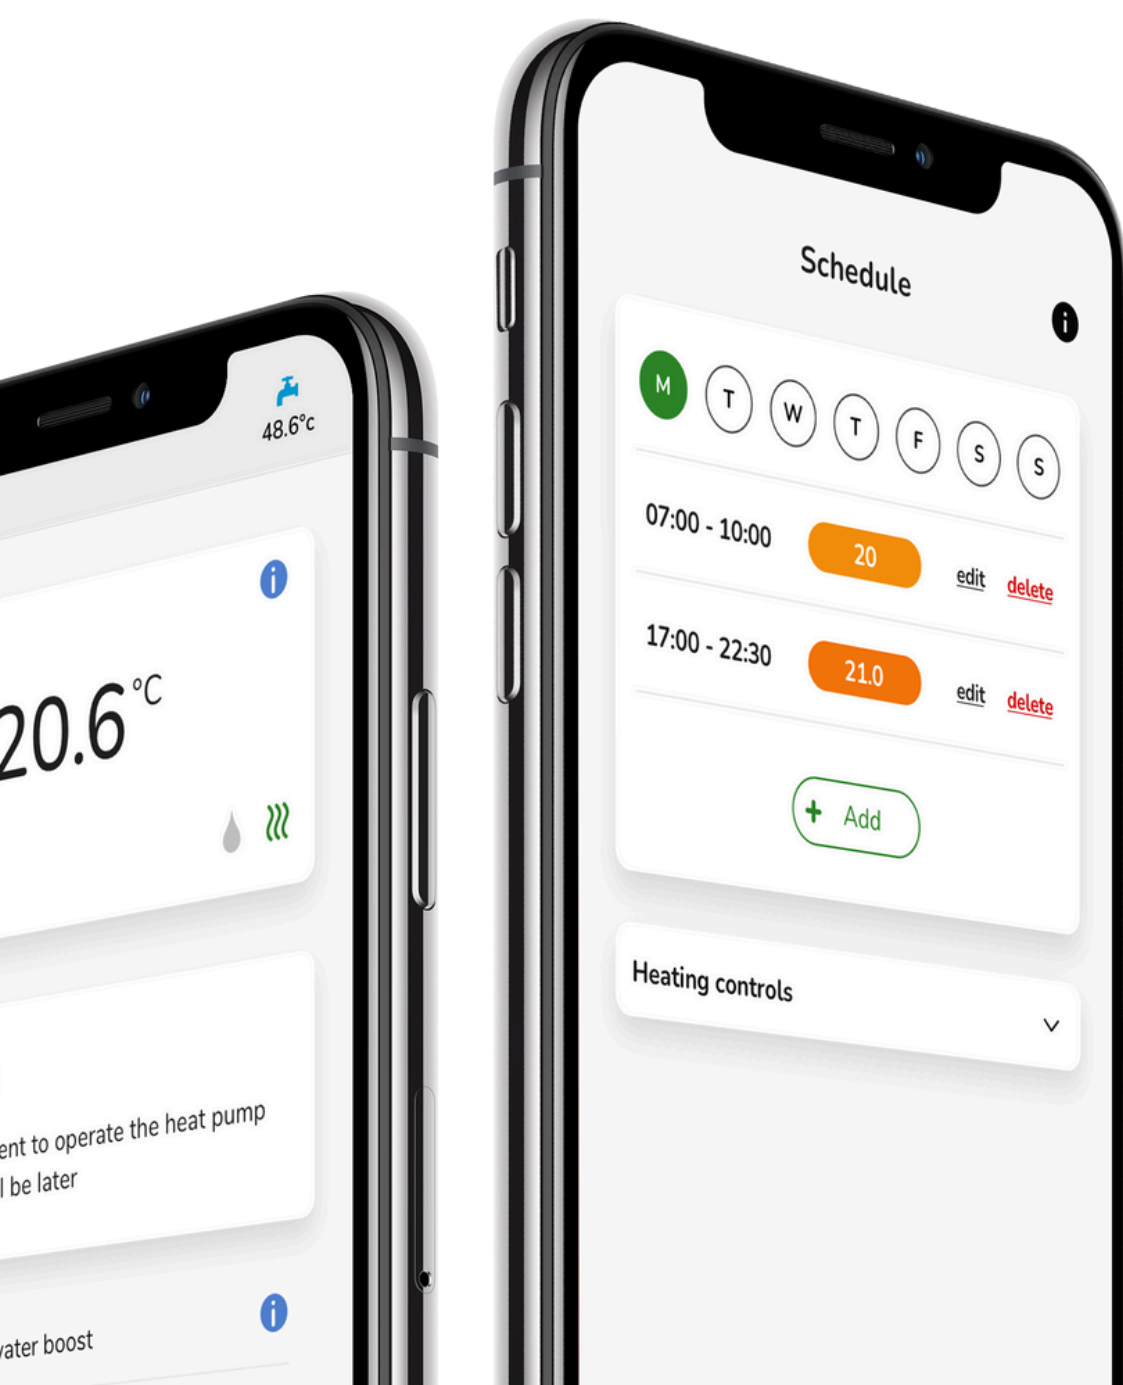 48.6°c
20.6°C
ent to operate the heat pump
l be later
water boost
Schedule
M T W T F S S
07:00 - 10:00 20 edit delete
17:00 - 22:30 21.0 edit delete
+ Add
Heating controls